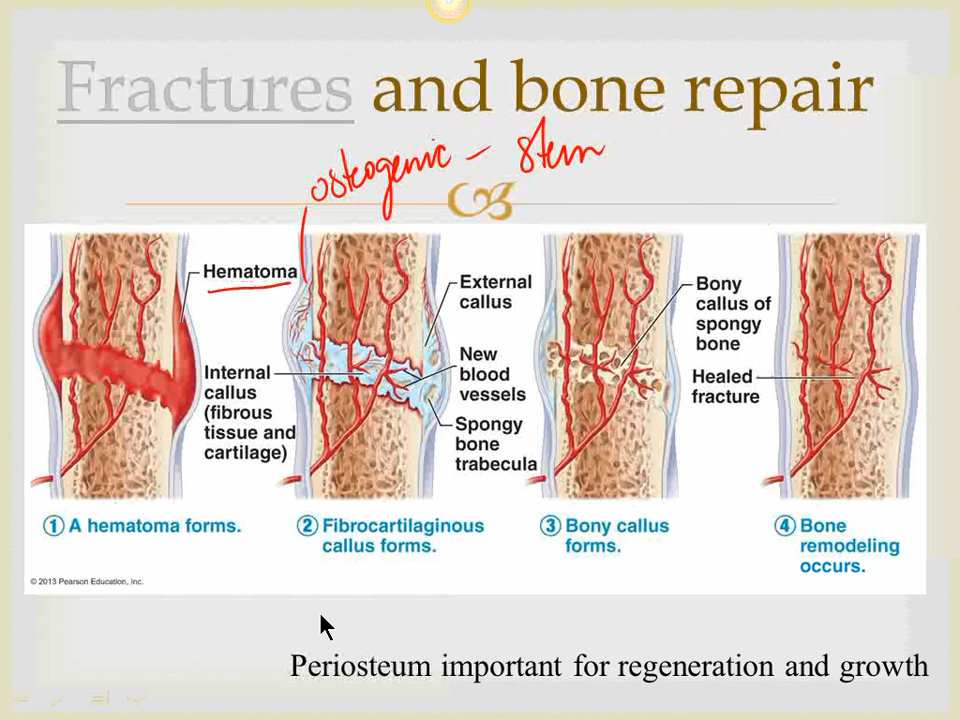 Fractures and bone repair
osteogenic – stem
Hematoma
Internal
callus
(fibrous
tissue and
cartilage)
External
callus
New
blood
vessels
Spongy
bone
trabecula
Bony
callus of
spongy
bone
Healed
fracture
① A hematoma forms.
② Fibrocartilaginous
callus forms.
③ Bony callus
forms.
④ Bone
remodeling
occurs.
© 2013 Pearson Education, Inc.
Periosteum important for regeneration and growth